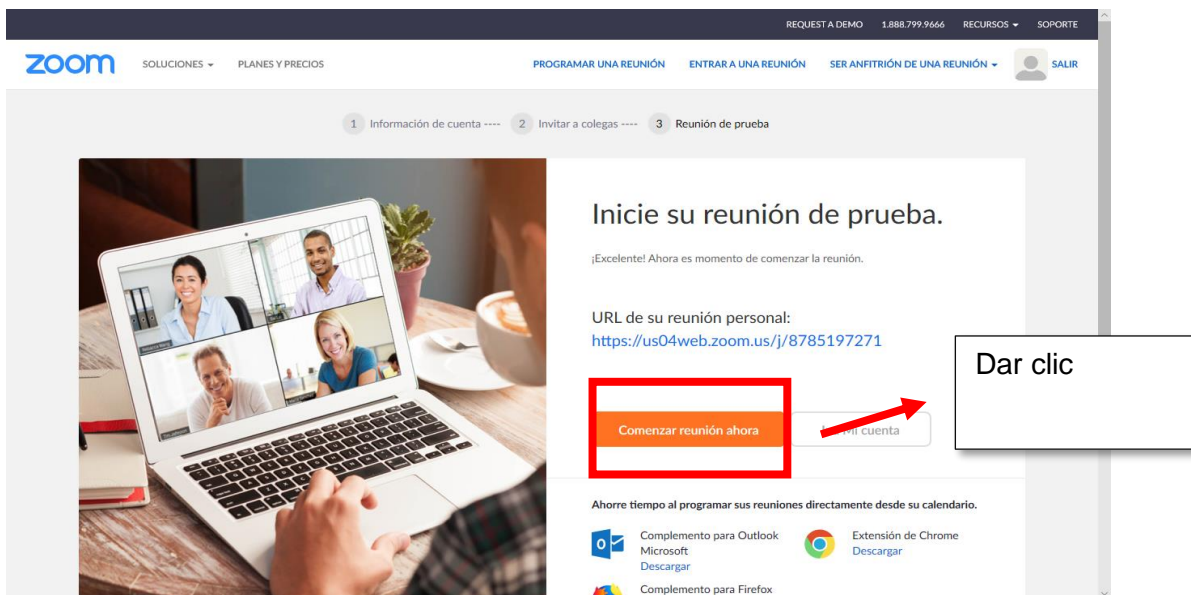 REQUEST A DEMO 1.888.799.9666 RECURSOS SOPORTE
zoom SOLUCIONES PLANES Y PRECIOS PROGRAMAR UNA REUNIÓN ENTRAR A UNA REUNIÓN SER ANFITRIÓN DE UNA REUNIÓN SALIR
1 Información de cuenta ---- 2 Invitar a colegas ---- 3 Reunión de prueba
Inicie su reunión de prueba.
¡Excelente! Ahora es momento de comenzar la reunión.
URL de su reunión personal:
https://us04web.zoom.us/j/8785197271
Dar clic
Comenzar reunión ahora
cuenta
Ahorre tiempo al programar sus reuniones directamente desde su calendario.
Complemento para Outlook
Microsoft
Descargar
Extensión de Chrome
Descargar
Complemento para Firefox